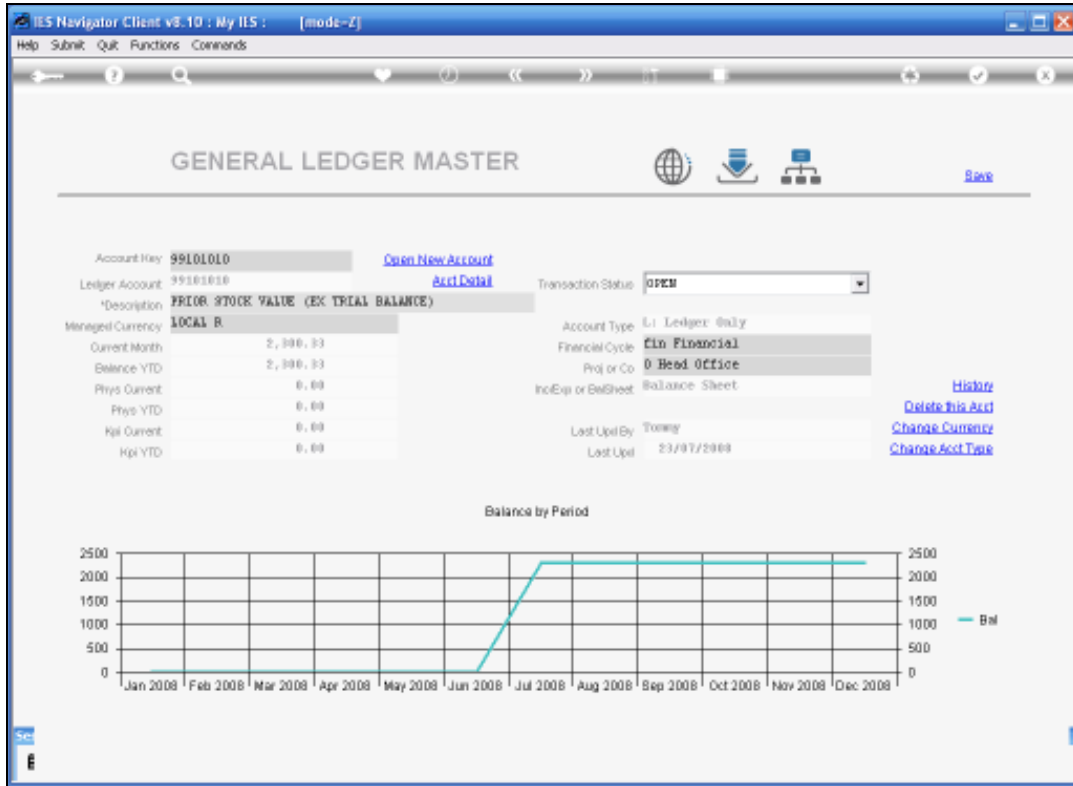 IES Navigator Client v8.10 : My IES : [mode-Z]
Help Submit Quit Functions Commands
GENERAL LEDGER MASTER
Save
Account Key 99101010 Open New Account
Ledger Account 99101010 Acct Detail Transaction Status OPEN
*Description PRIOR STOCK VALUE (EX TRIAL BALANCE)
Managed Currency LOCAL R Account Type L: Ledger Only
Current Month 2,300.33 Financial Cycle fin Financial
Balance YTD 2,300.33 Proj or Co 0 Head Office
Phys Current 0.00 Inc/Exp or BalSheet Balance Sheet History
Phys YTD 0.00 Delete this Acct
Kpi Current 0.00 Last Upd By Tommy Change Currency
Kpi YTD 0.00 Last Upd 23/07/2008 Change Acct Type
Balance by Period
2500 2500
2000 2000
1500 1500
1000 1000 Bal
500 500
0 0
Jan 2008 Feb 2008 Mar 2008 Apr 2008 May 2008 Jun 2008 Jul 2008 Aug 2008 Sep 2008 Oct 2008 Nov 2008 Dec 2008